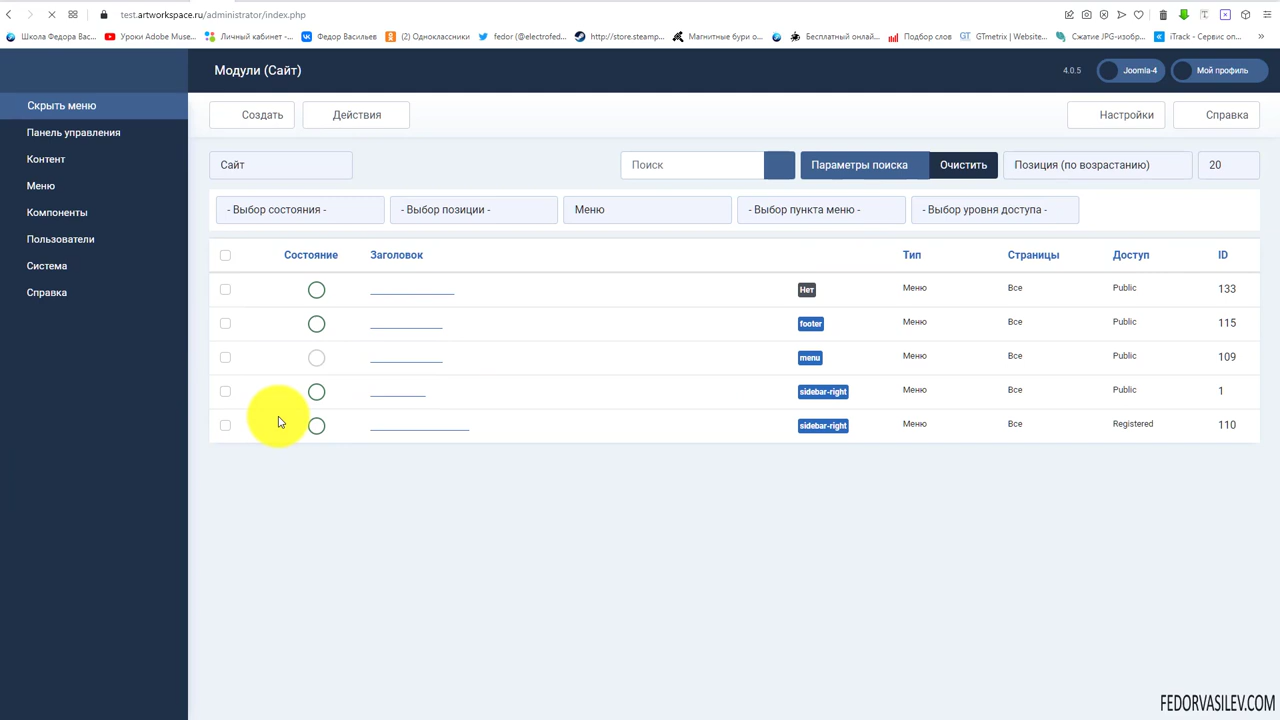 test.artworkspace.ru/administrator/index.php
Школа Федора Вас... Уроки Adobe Muse... Личный кабинет -... Федор Васильев (2) Одноклассники fedor (@electrofed... http://store.steamp... Магнитные бури о... Бесплатный онлай... Подбор слов GTmetrix | Website... Сжатие JPG-изобр... iTrack - Сервис оп... »
Модули (Сайт) 4.0.5 Joomla-4 Мой профиль
Скрыть меню
Панель управления
Контент
Меню
Компоненты
Пользователи
Система
Справка
Создать Действия Настройки Справка
Сайт Поиск Параметры поиска Очистить Позиция (по возрастанию) 20
- Выбор состояния - - Выбор позиции - Меню - Выбор пункта меню - - Выбор уровня доступа -
Состояние Заголовок Тип Страницы Доступ ID
Нет Меню Все Public 133
footer Меню Все Public 115
menu Меню Все Public 109
sidebar-right Меню Все Public 1
sidebar-right Меню Все Registered 110
FEDORVASILEV.COM